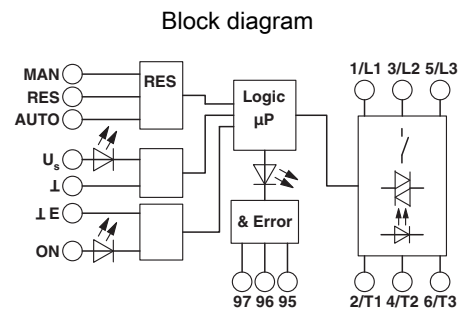 Block diagram
MAN
RES
AUTO
RES
Us
⊥
⊥ E
ON
Logic
µP
& Error
97 96 95
1/L1 3/L2 5/L3
2/T1 4/T2 6/T3